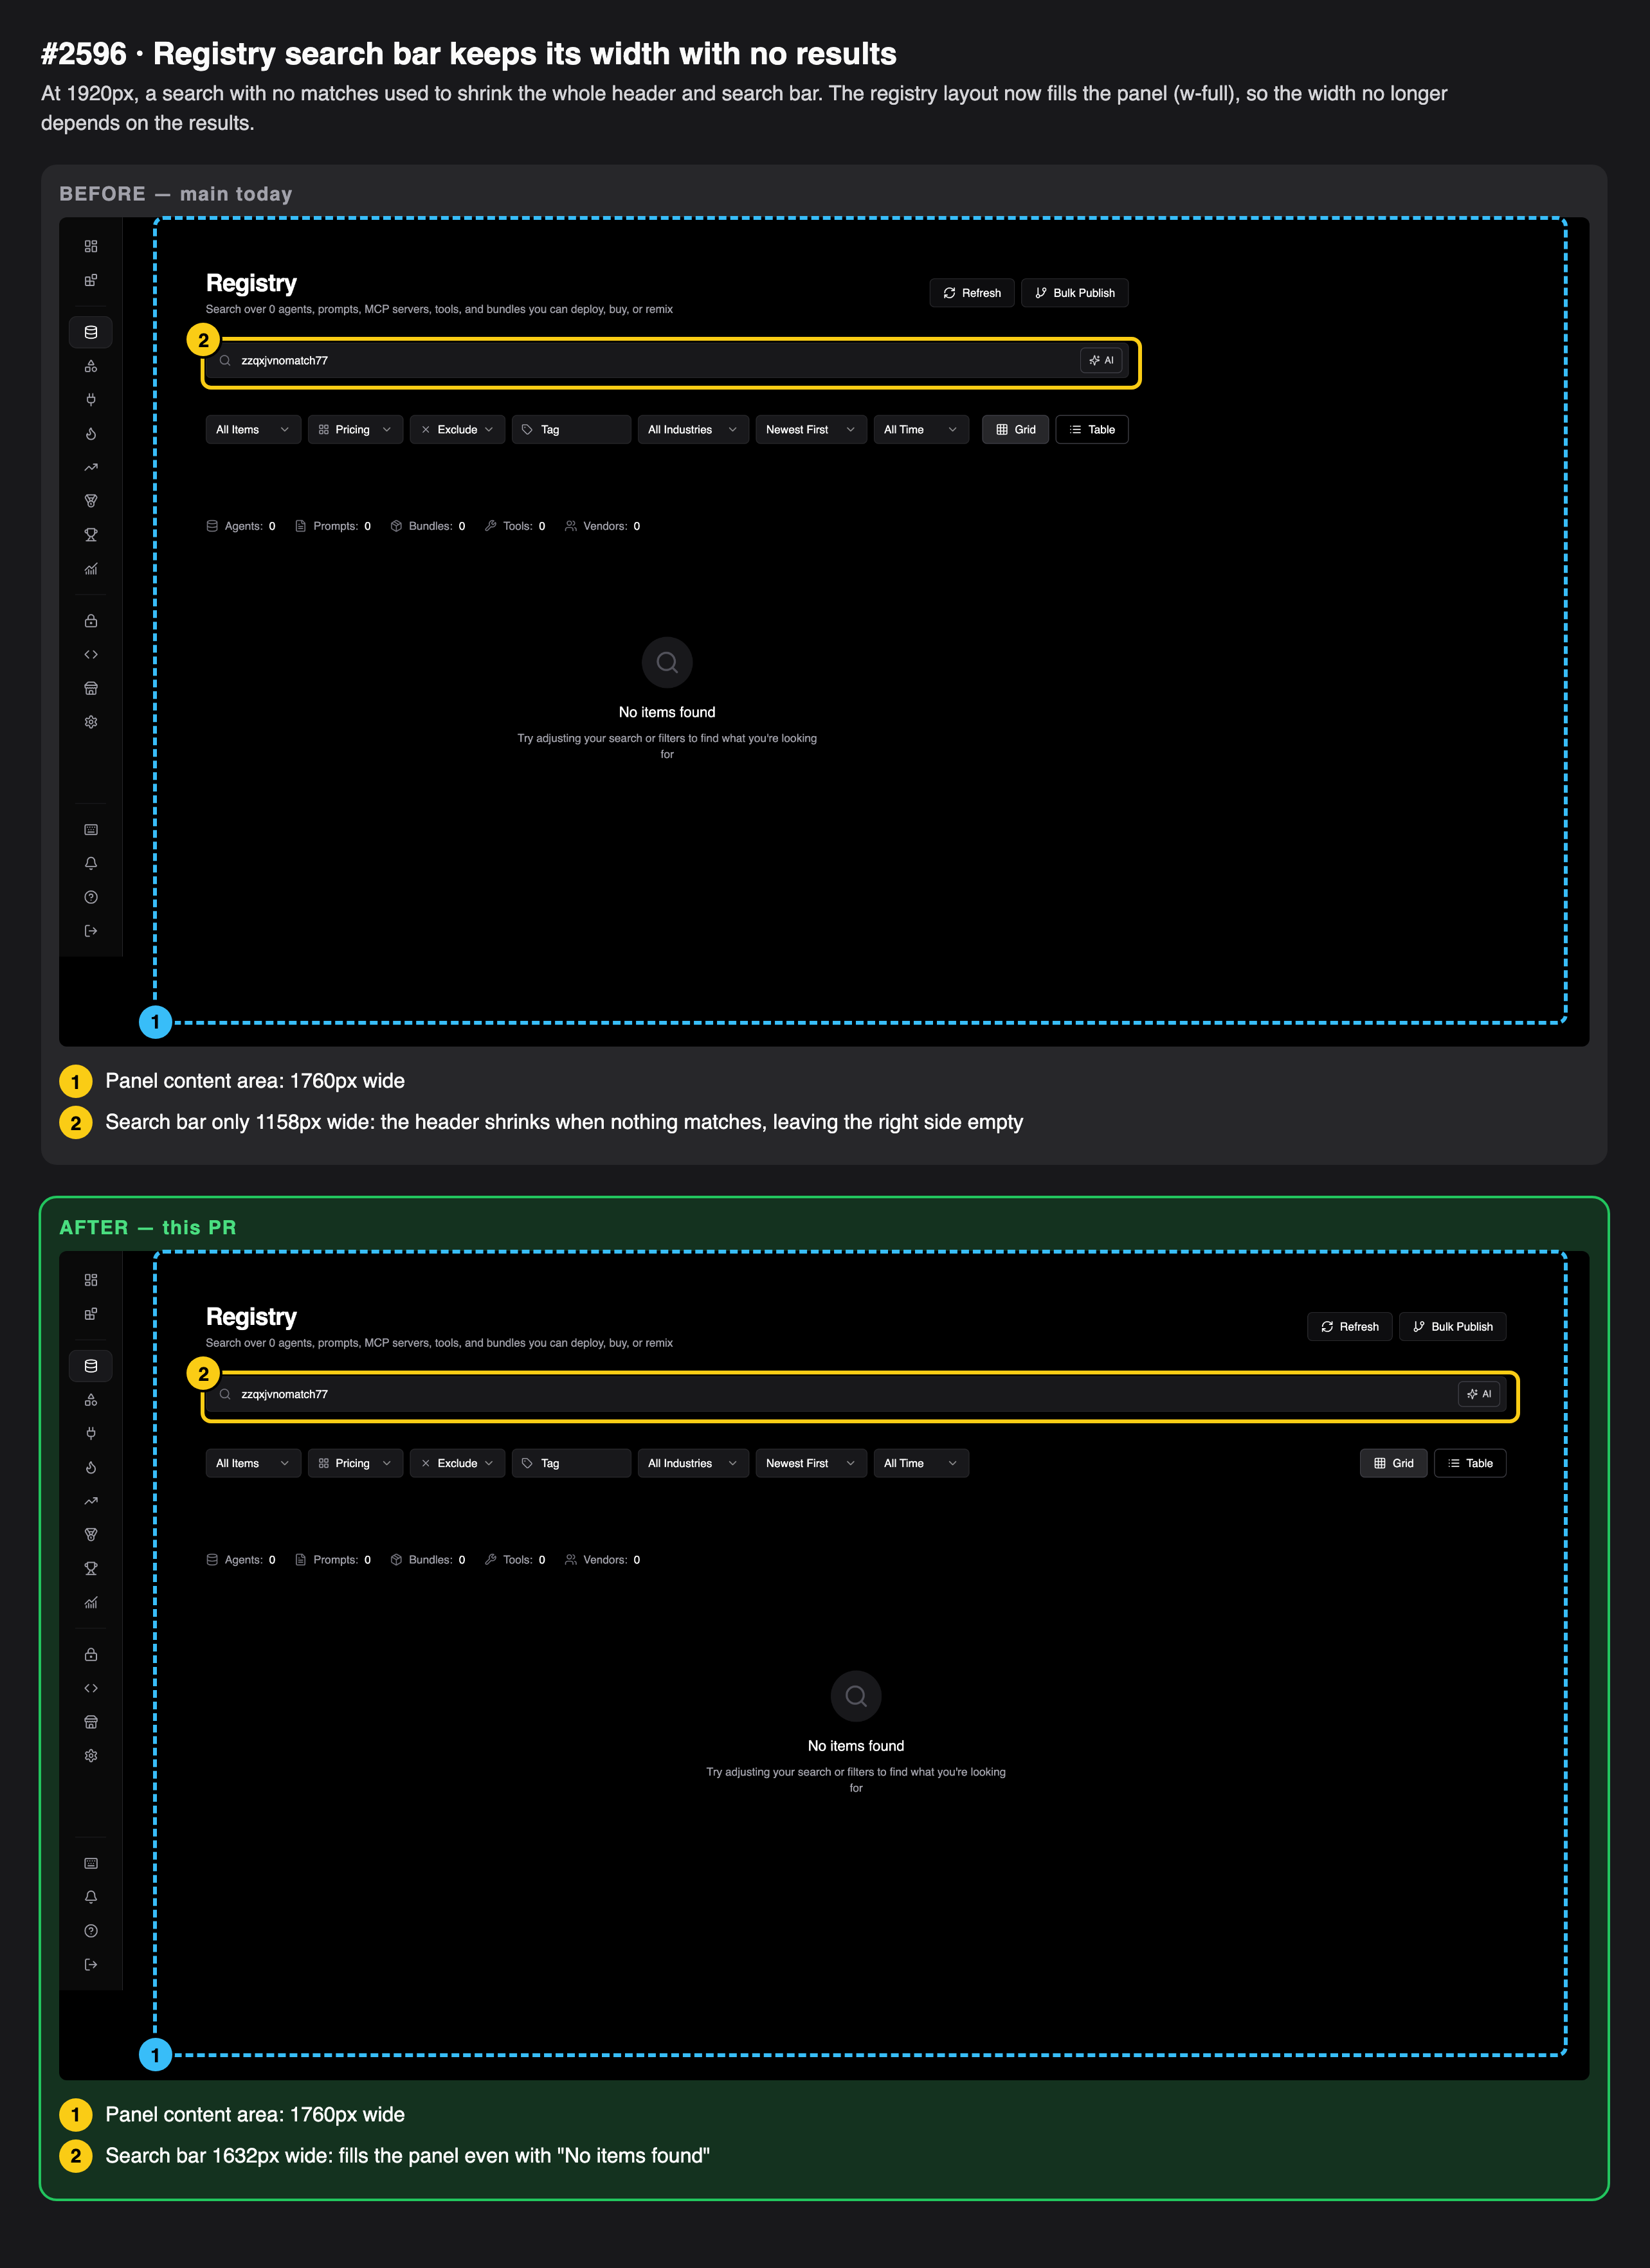 #2596 · Registry search bar keeps its width with no results
At 1920px, a search with no matches used to shrink the whole header and search bar. The registry layout now fills the panel (w-full), so the width no longer
depends on the results.
BEFORE — main today
Registry
Search over 0 agents, prompts, MCP servers, tools, and bundles you can deploy, buy, or remix
Refresh Bulk Publish
2
zzqxjvnomatch77 AI
All Items Pricing Exclude Tag All Industries Newest First All Time Grid Table
Agents: 0 Prompts: 0 Bundles: 0 Tools: 0 Vendors: 0
No items found
Try adjusting your search or filters to find what you're looking
for
1
1 Panel content area: 1760px wide
2 Search bar only 1158px wide: the header shrinks when nothing matches, leaving the right side empty
AFTER — this PR
Registry
Search over 0 agents, prompts, MCP servers, tools, and bundles you can deploy, buy, or remix
Refresh Bulk Publish
2
zzqxjvnomatch77 AI
All Items Pricing Exclude Tag All Industries Newest First All Time Grid Table
Agents: 0 Prompts: 0 Bundles: 0 Tools: 0 Vendors: 0
No items found
Try adjusting your search or filters to find what you're looking
for
1
1 Panel content area: 1760px wide
2 Search bar 1632px wide: fills the panel even with "No items found"